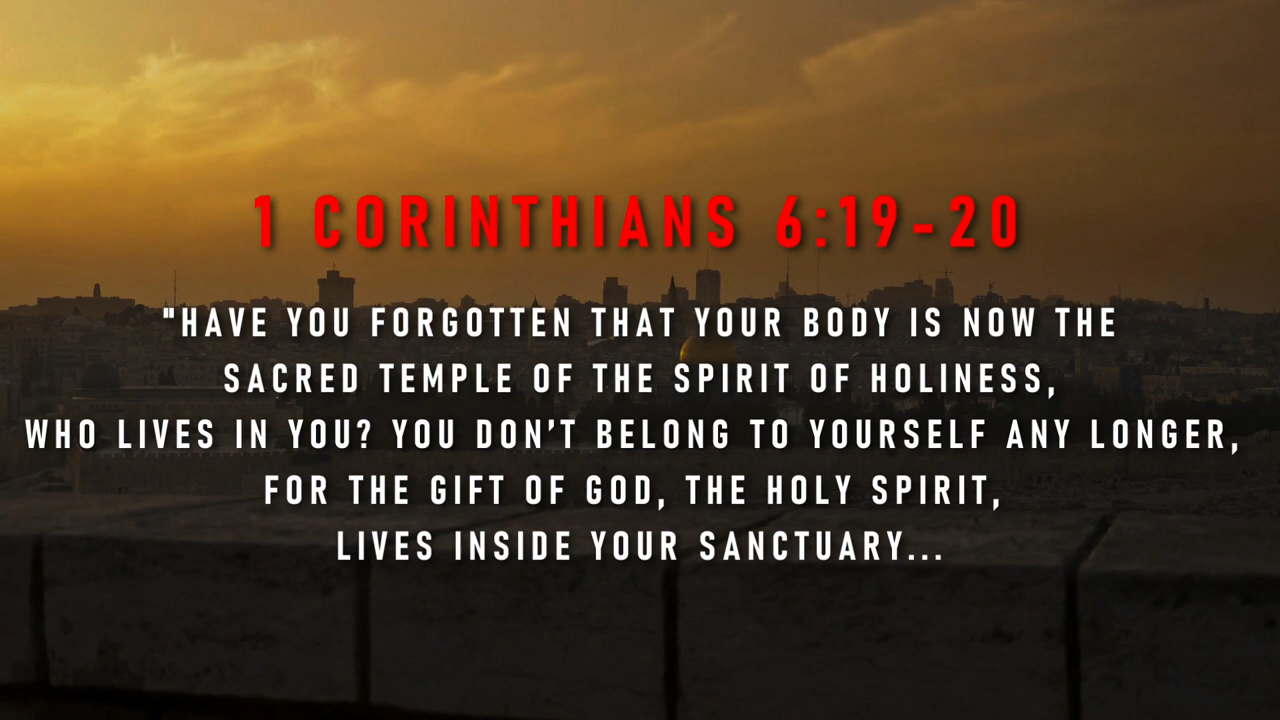 1 CORINTHIANS 6:19-20
"HAVE YOU FORGOTTEN THAT YOUR BODY IS NOW THE
SACRED TEMPLE OF THE SPIRIT OF HOLINESS,
WHO LIVES IN YOU? YOU DON’T BELONG TO YOURSELF ANY LONGER,
FOR THE GIFT OF GOD, THE HOLY SPIRIT,
LIVES INSIDE YOUR SANCTUARY...